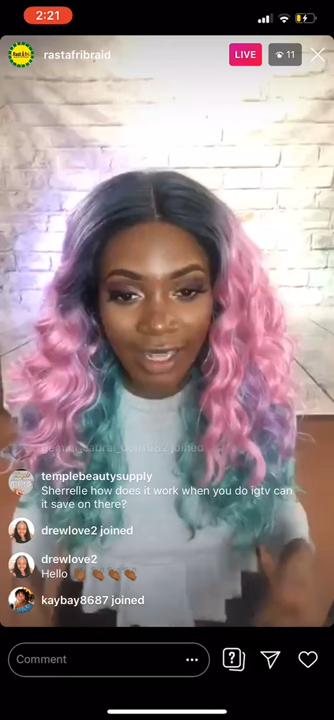 2:21
rastafribraid
LIVE
11
templebeautysupply
Sherrelle how does it work when you do igtv can
it save on there?
drewlove2 joined
drewlove2
Hello 👏🏾👏🏾👏🏾👏🏾
kaybay8687 joined
Comment